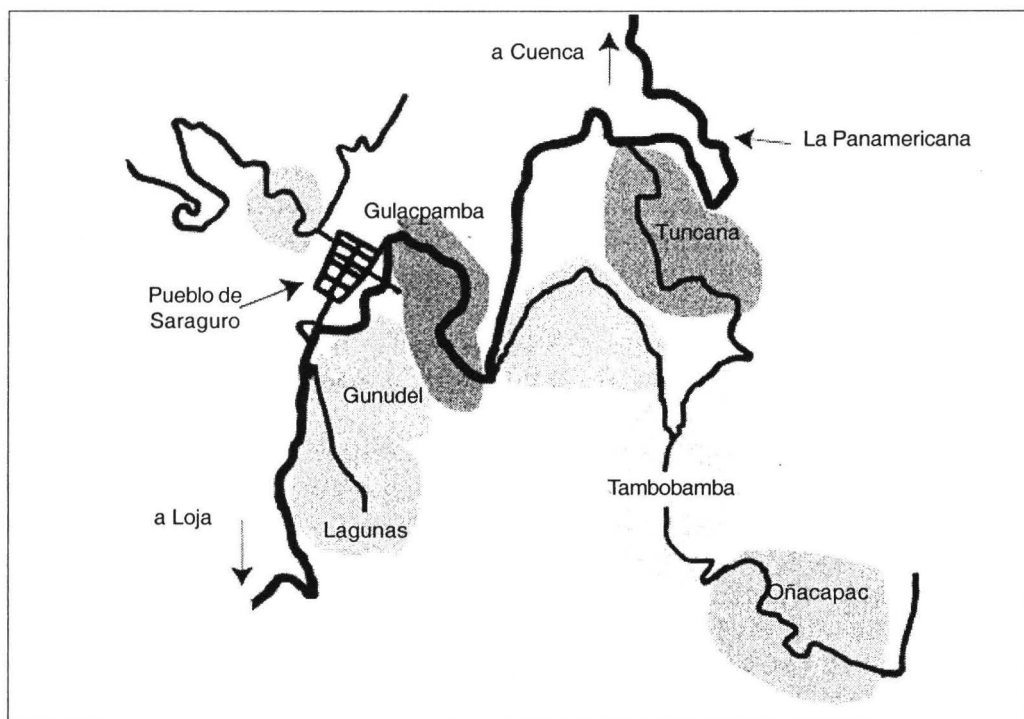 a Cuenca
La Panamericana
Gulacpamba
Tuncana
Pueblo de
Saraguro
Gunudel
Tambobamba
a Loja
Lagunas
Oñacapac